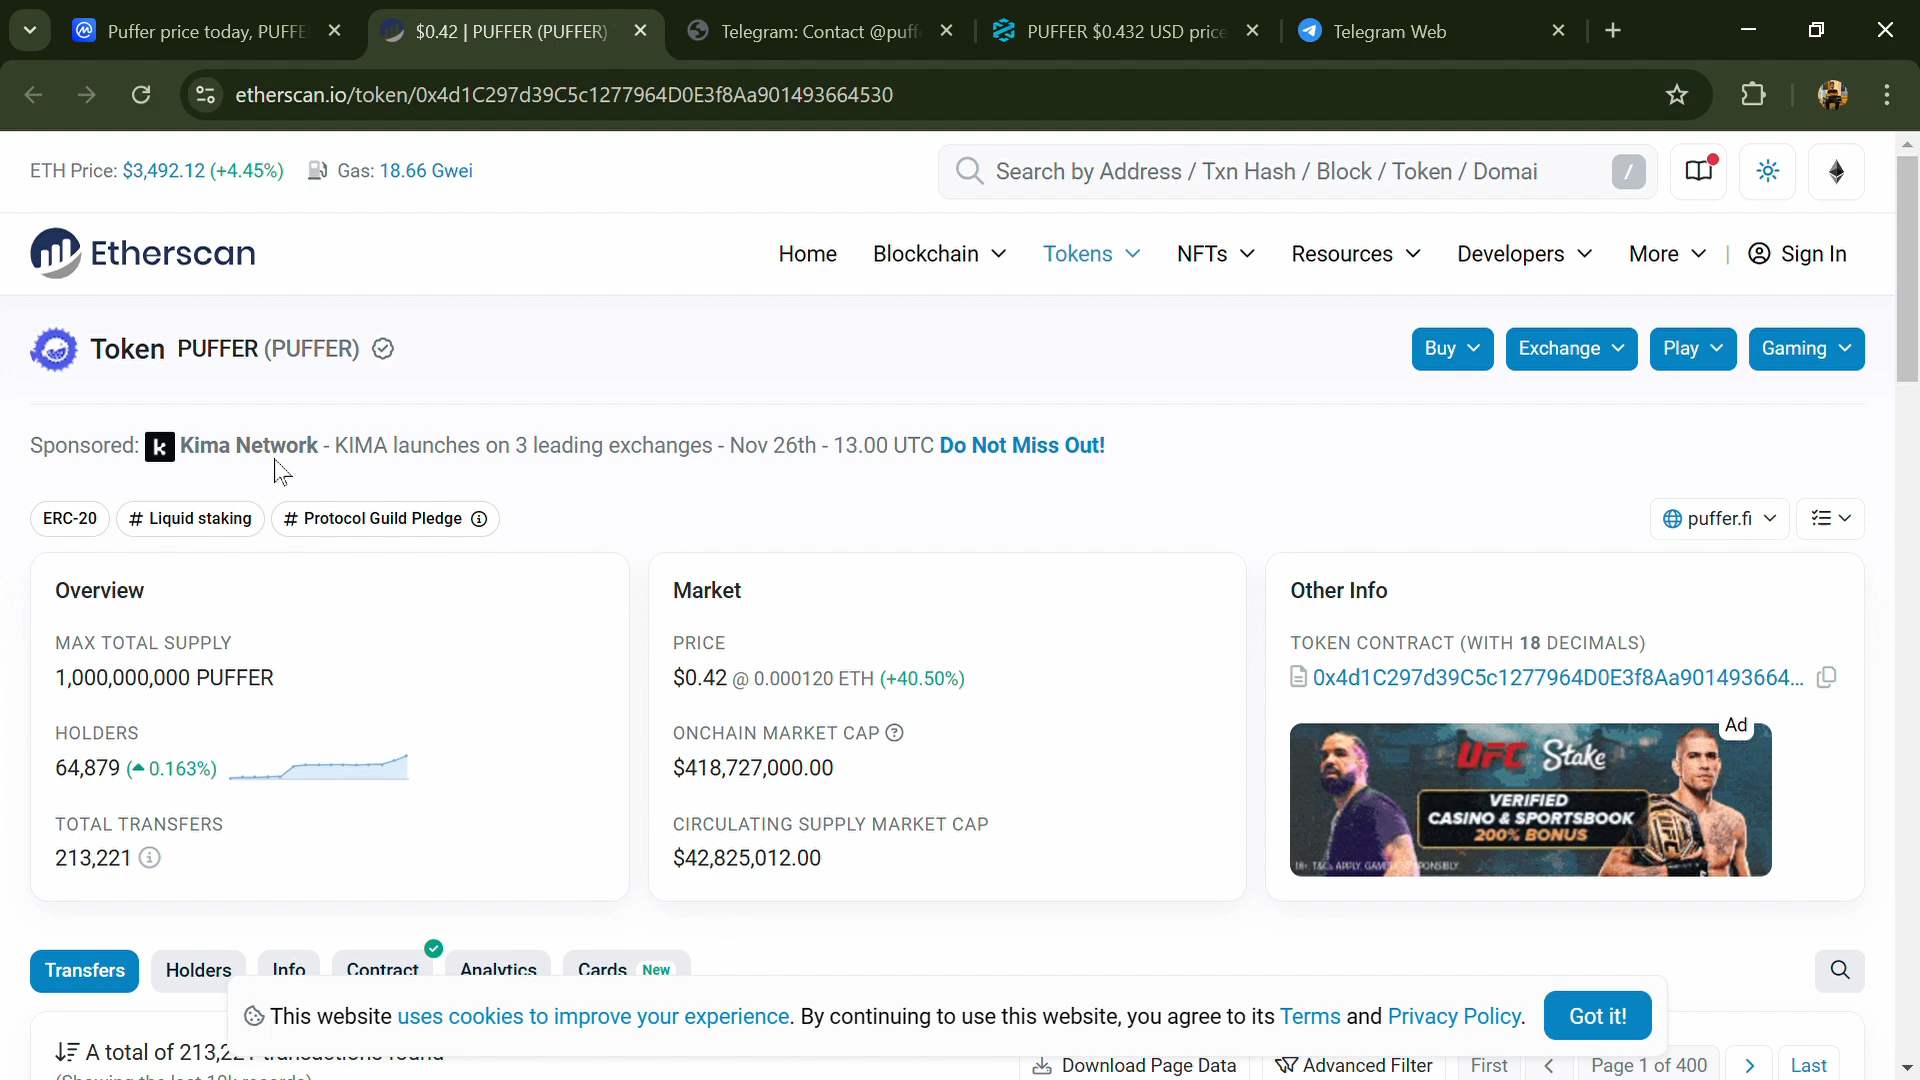 Puffer price today, PUFFE
$0.42 | PUFFER (PUFFER)
Telegram: Contact @puff
PUFFER $0.432 USD price
Telegram Web
etherscan.io/token/0x4d1C297d39C5c1277964D0E3f8Aa901493664530
ETH Price: $3,492.12 (+4.45%) Gas: 18.66 Gwei
Search by Address / Txn Hash / Block / Token / Domai
/
Etherscan
Home Blockchain Tokens NFTs Resources Developers More | Sign In
Token PUFFER (PUFFER)
Buy Exchange Play Gaming
Sponsored: k Kima Network - KIMA launches on 3 leading exchanges - Nov 26th - 13.00 UTC Do Not Miss Out!
ERC-20 # Liquid staking # Protocol Guild Pledge
puffer.fi
Overview
MAX TOTAL SUPPLY
1,000,000,000 PUFFER
HOLDERS
64,879 (0.163%)
TOTAL TRANSFERS
213,221
Market
PRICE
$0.42 @ 0.000120 ETH (+40.50%)
ONCHAIN MARKET CAP
$418,727,000.00
CIRCULATING SUPPLY MARKET CAP
$42,825,012.00
Other Info
TOKEN CONTRACT (WITH 18 DECIMALS)
0x4d1C297d39C5c1277964D0E3f8Aa901493664...
Ad
UFC Stake
VERIFIED
CASINO & SPORTSBOOK
200% BONUS
Transfers Holders Info Contract Analytics Cards New
This website uses cookies to improve your experience. By continuing to use this website, you agree to its Terms and Privacy Policy.
Got it!
A total of 213,221 transactions found
(Showing the last 10k records)
Download Page Data Advanced Filter First < Page 1 of 400 > Last